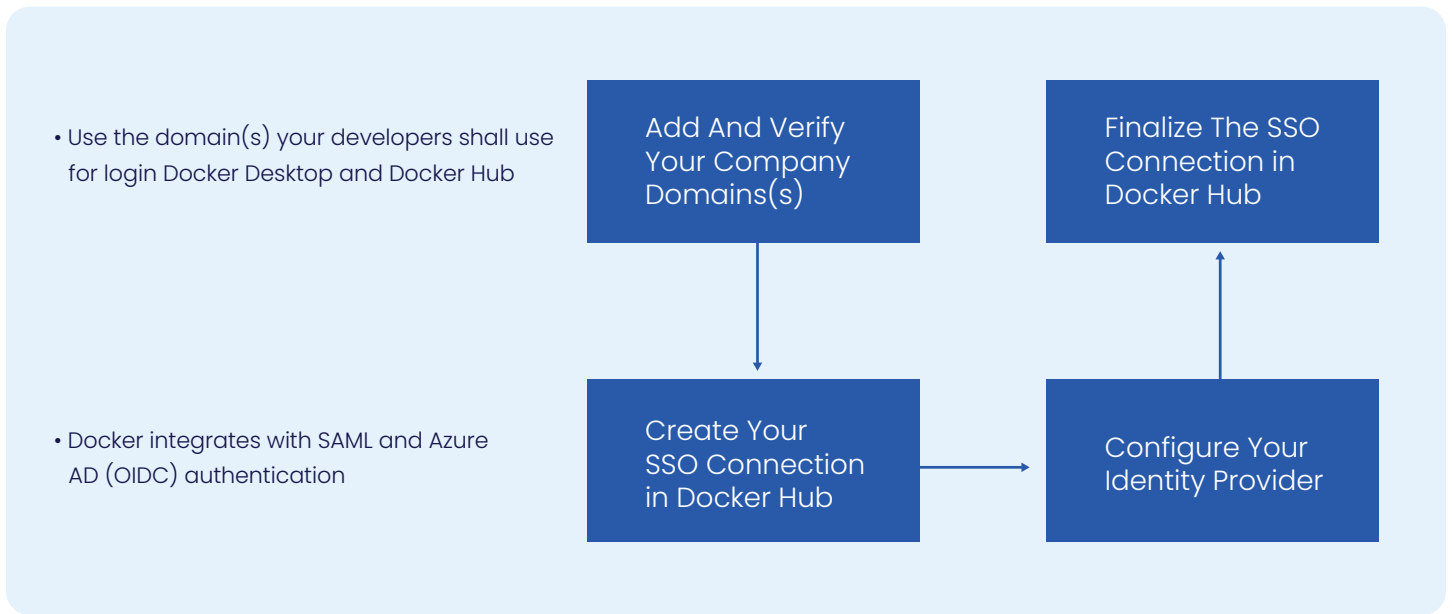 • Use the domain(s) your developers shall use
for login Docker Desktop and Docker Hub
Add And Verify
Your Company
Domains(s)
Finalize The SSO
Connection in
Docker Hub
• Docker integrates with SAML and Azure
AD (OIDC) authentication
Create Your
SSO Connection
in Docker Hub
Configure Your
Identity Provider